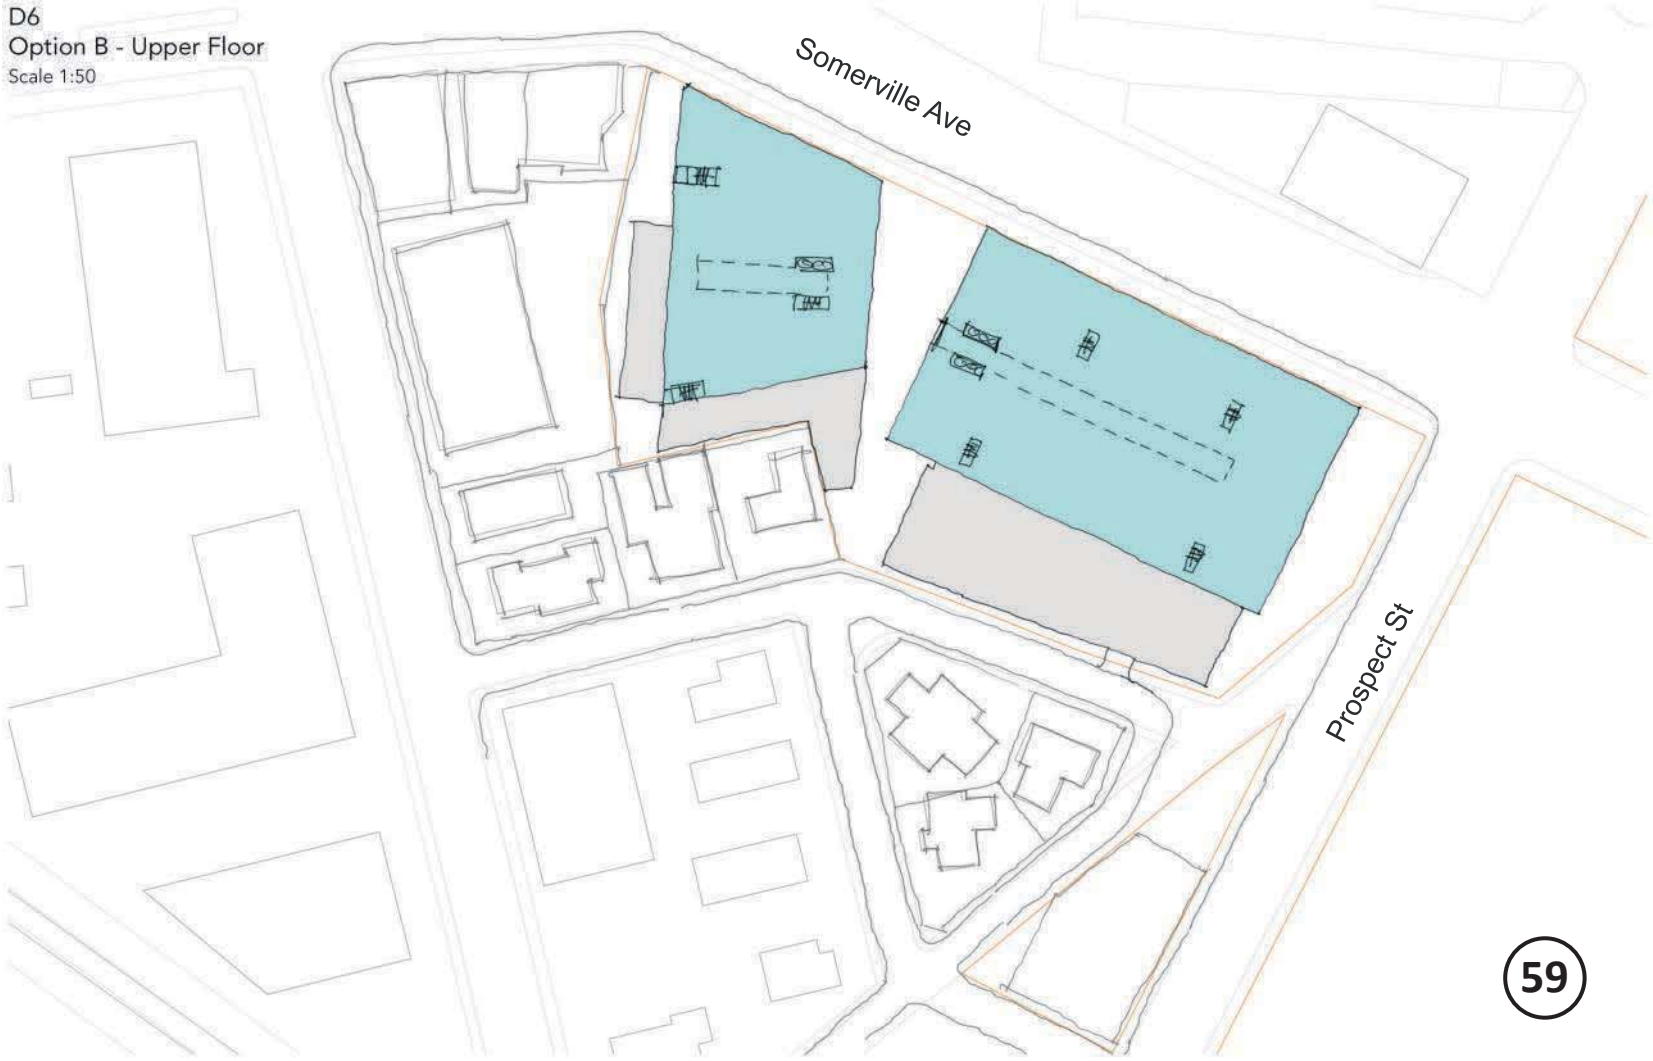 D6
Option B - Upper Floor
Scale 1:50
Somerville Ave
Prospect St
59